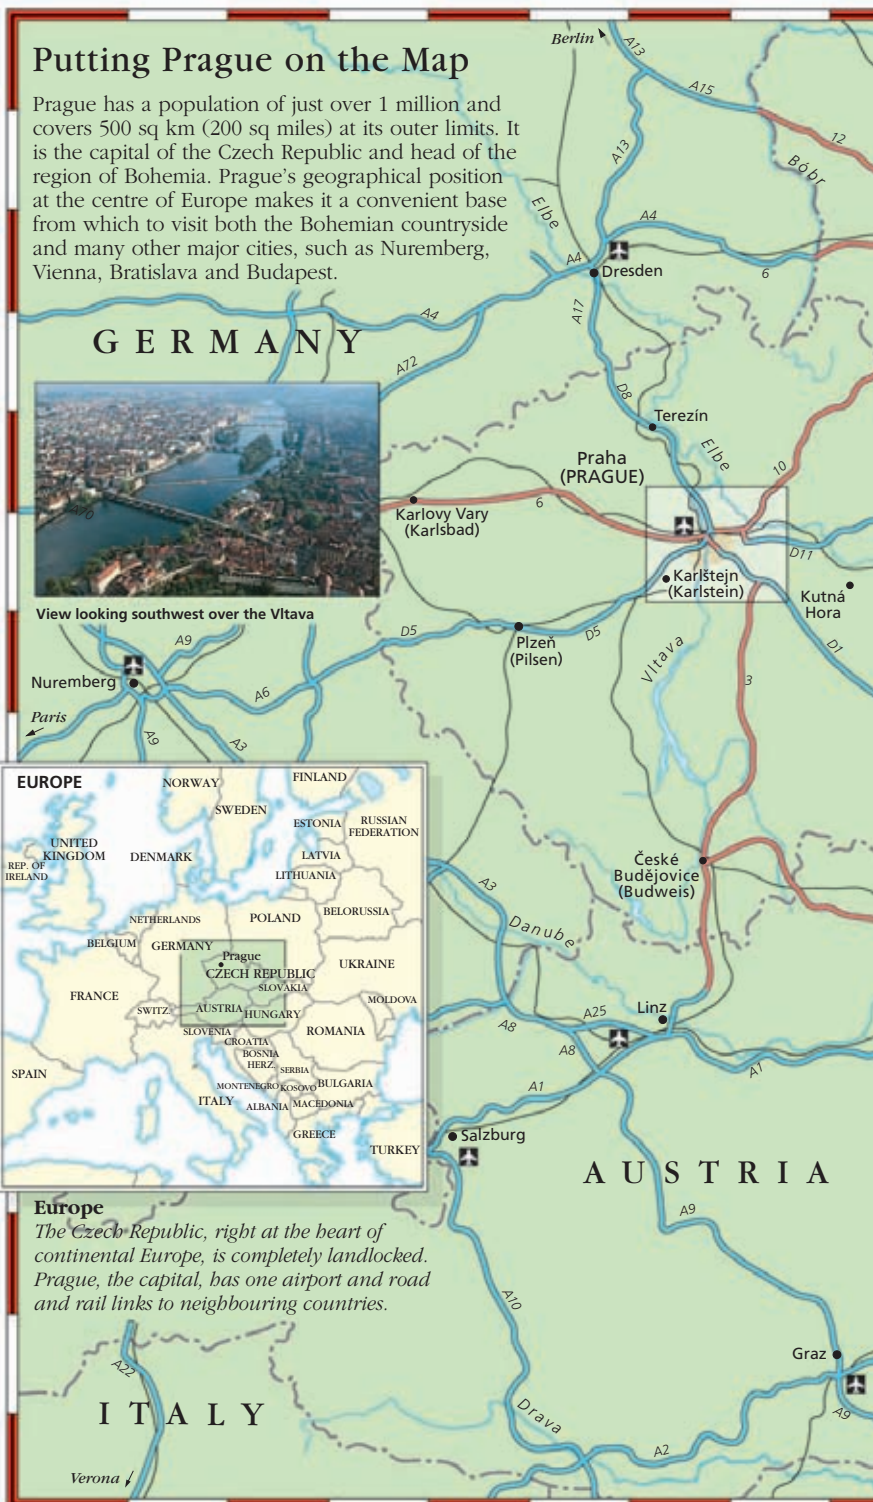 Putting Prague on the Map
Prague has a population of just over 1 million and
covers 500 sq km (200 sq miles) at its outer limits. It
is the capital of the Czech Republic and head of the
region of Bohemia. Prague's geographical position
at the centre of Europe makes it a convenient base
from which to visit both the Bohemian countryside
and many other major cities, such as Nuremberg,
Vienna, Bratislava and Budapest.
Berlin
A13
A15
12
A13
Bóbr
Elbe
A4
A4
Dresden
6
A17
A4
GERMANY
A72
D8
Terezín
Elbe
10
Praha
(PRAGUE)
A70
Karlovy Vary
(Karlsbad)
6
D11
Karlštejn
(Karlstein)
Kutná
Hora
View looking southwest over the Vltava
A9
D5
Plzeň
(Pilsen)
D5
Vltava
D1
Nuremberg
A6
3
Paris
A9
A3
EUROPE
NORWAY
FINLAND
SWEDEN
ESTONIA
RUSSIAN
FEDERATION
UNITED
KINGDOM
DENMARK
LATVIA
REP. OF
IRELAND
LITHUANIA
NETHERLANDS
POLAND
BELORUSSIA
BELGIUM
GERMANY
Prague
CZECH REPUBLIC
UKRAINE
SLOVAKIA
FRANCE
SWITZ.
AUSTRIA
HUNGARY
MOLDOVA
SLOVENIA
CROATIA
ROMANIA
BOSNIA
HERZ.
SERBIA
SPAIN
MONTENEGRO
KOSOVO
BULGARIA
ITALY
ALBANIA
MACEDONIA
GREECE
TURKEY
České
Budějovice
(Budweis)
A3
Danube
Linz
A25
A8
A8
A1
A1
Salzburg
AUSTRIA
Europe
The Czech Republic, right at the heart of
continental Europe, is completely landlocked.
Prague, the capital, has one airport and road
and rail links to neighbouring countries.
A9
A10
A22
Graz
ITALY
Drava
A9
A2
Verona